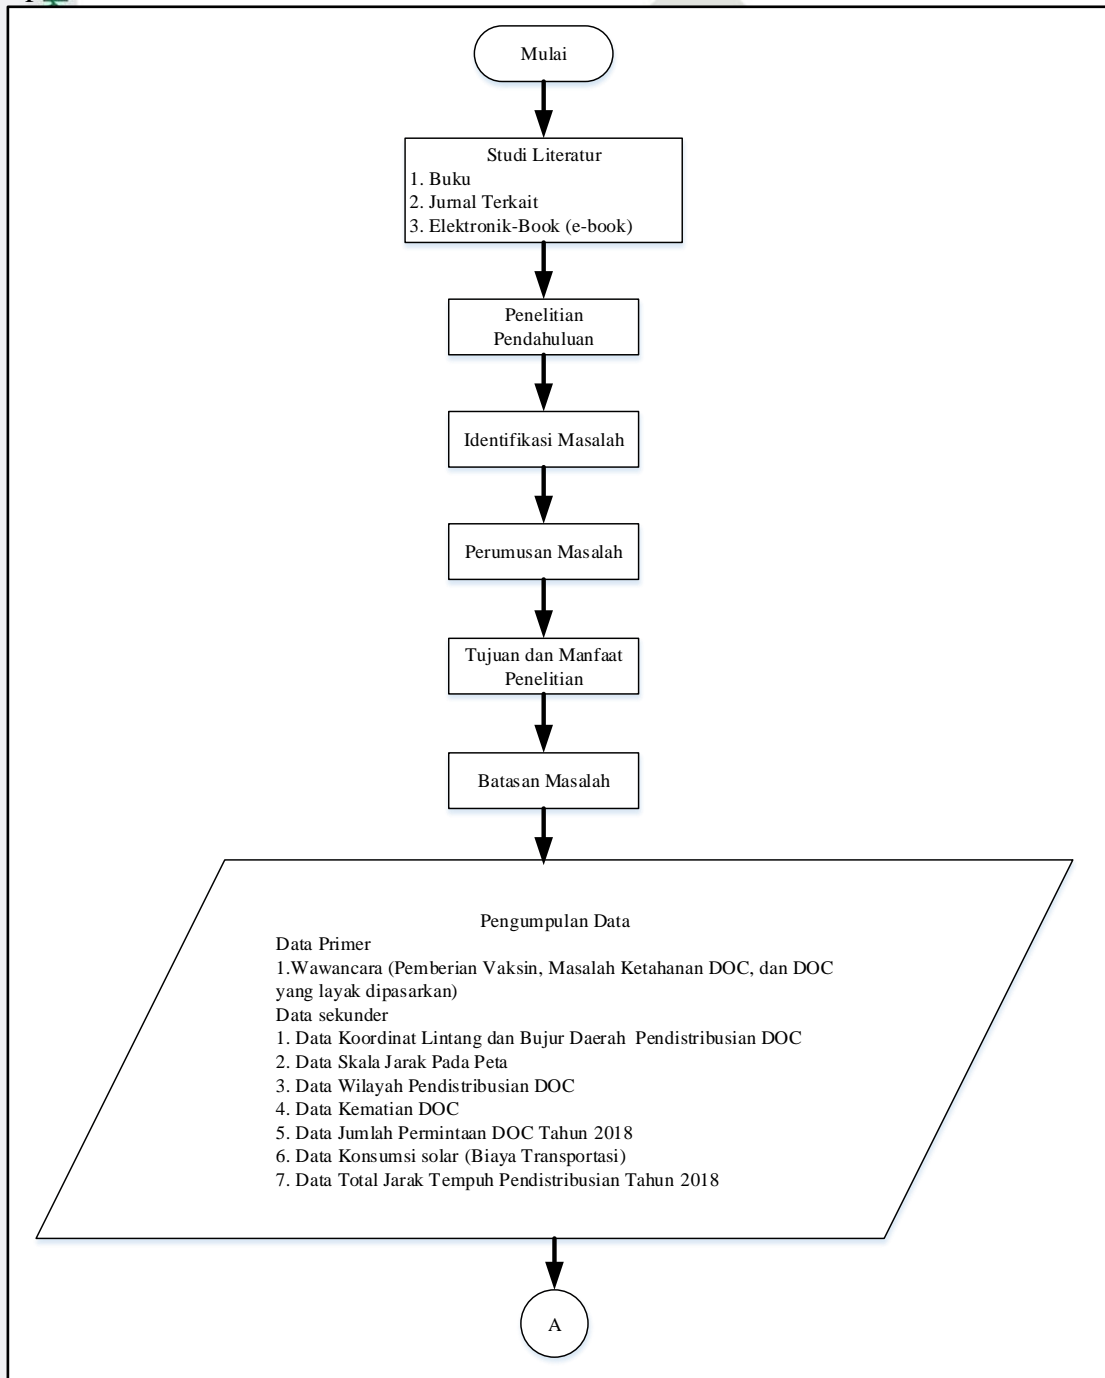 Mulai
Studi Literatur
1. Buku
2. Jurnal Terkait
3. Elektronik-Book (e-book)
Penelitian
Pendahuluan
Identifikasi Masalah
Perumusan Masalah
Tujuan dan Manfaat
Penelitian
Batasan Masalah
Pengumpulan Data
Data Primer
1.Wawancara (Pemberian Vaksin, Masalah Ketahanan DOC, dan DOC
yang layak dipasarkan)
Data sekunder
1. Data Koordinat Lintang dan Bujur Daerah Pendistribusian DOC
2. Data Skala Jarak Pada Peta
3. Data Wilayah Pendistribusian DOC
4. Data Kematian DOC
5. Data Jumlah Permintaan DOC Tahun 2018
6. Data Konsumsi solar (Biaya Transportasi)
7. Data Total Jarak Tempuh Pendistribusian Tahun 2018
A